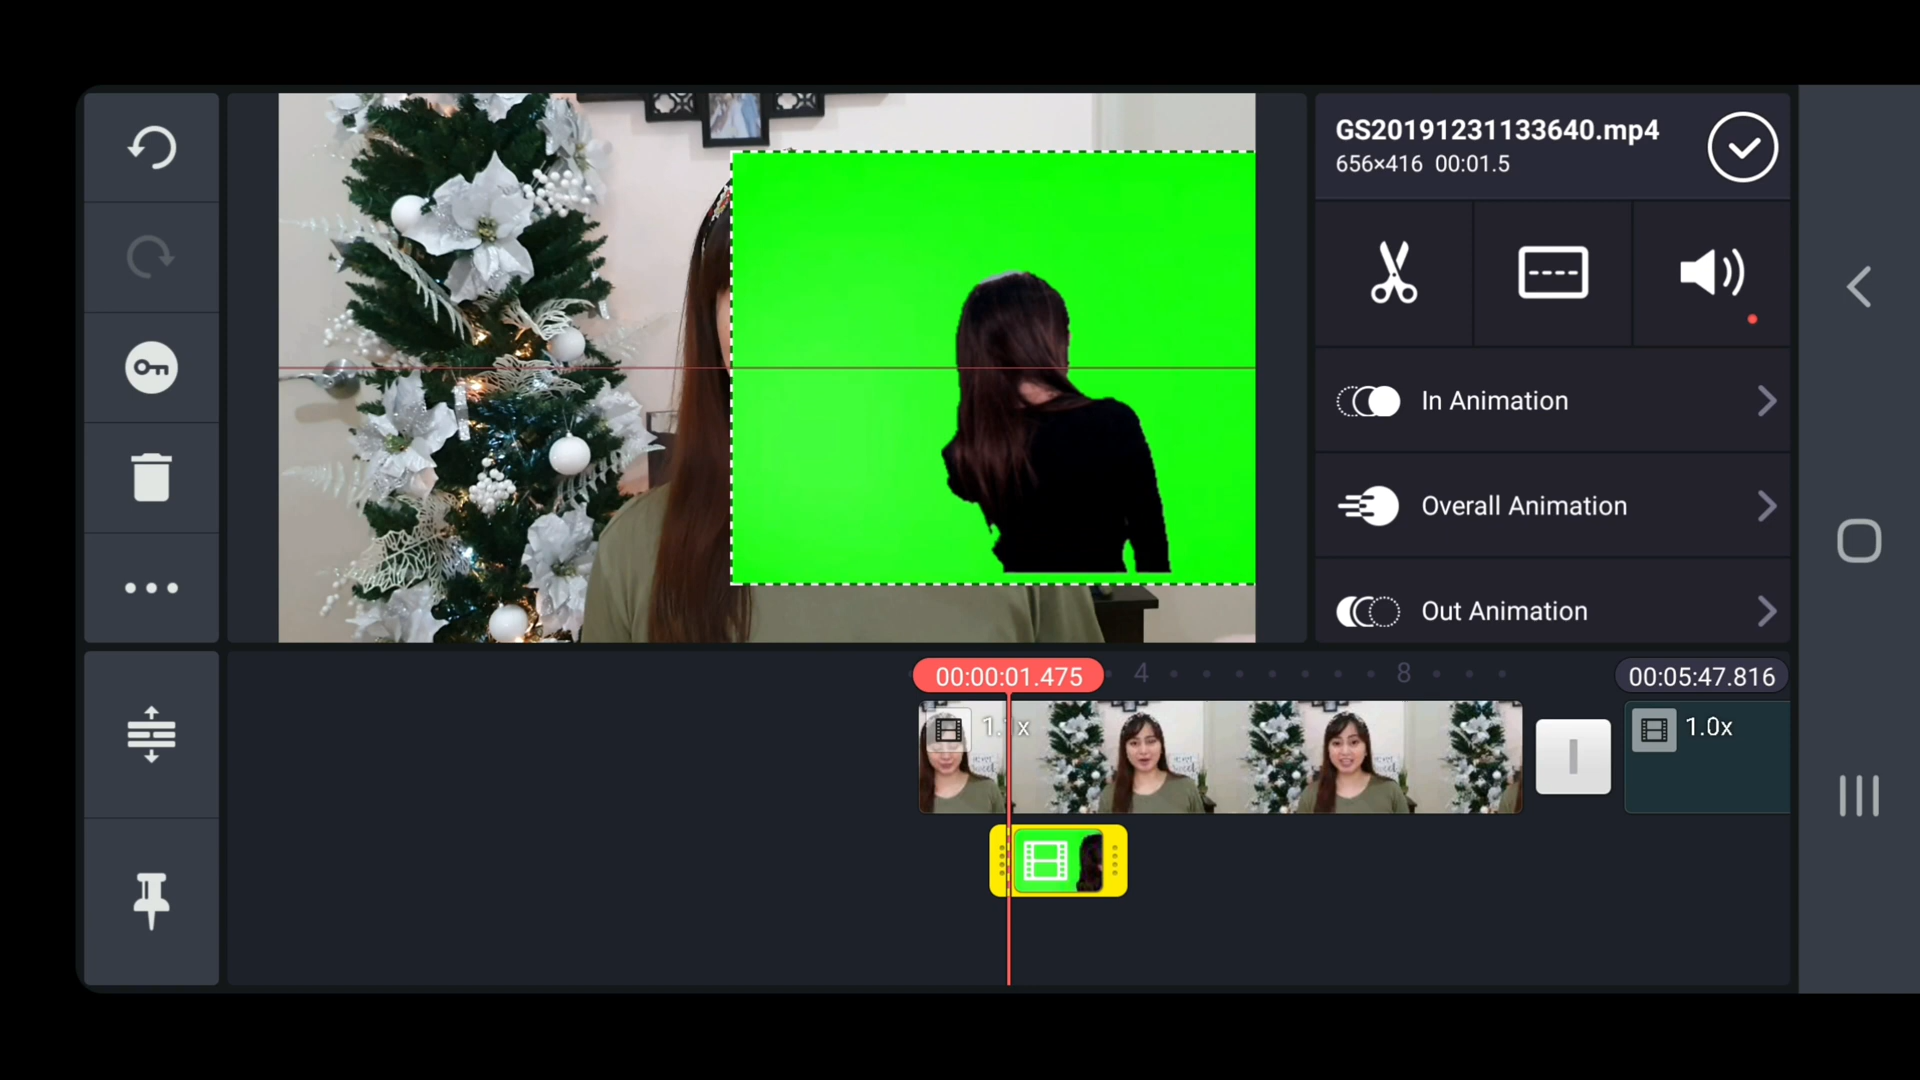 GS20191231133640.mp4
656×416 00:01.5
In Animation
Overall Animation
Out Animation
00:00:01.475
4
8
00:05:47.816
1.0x